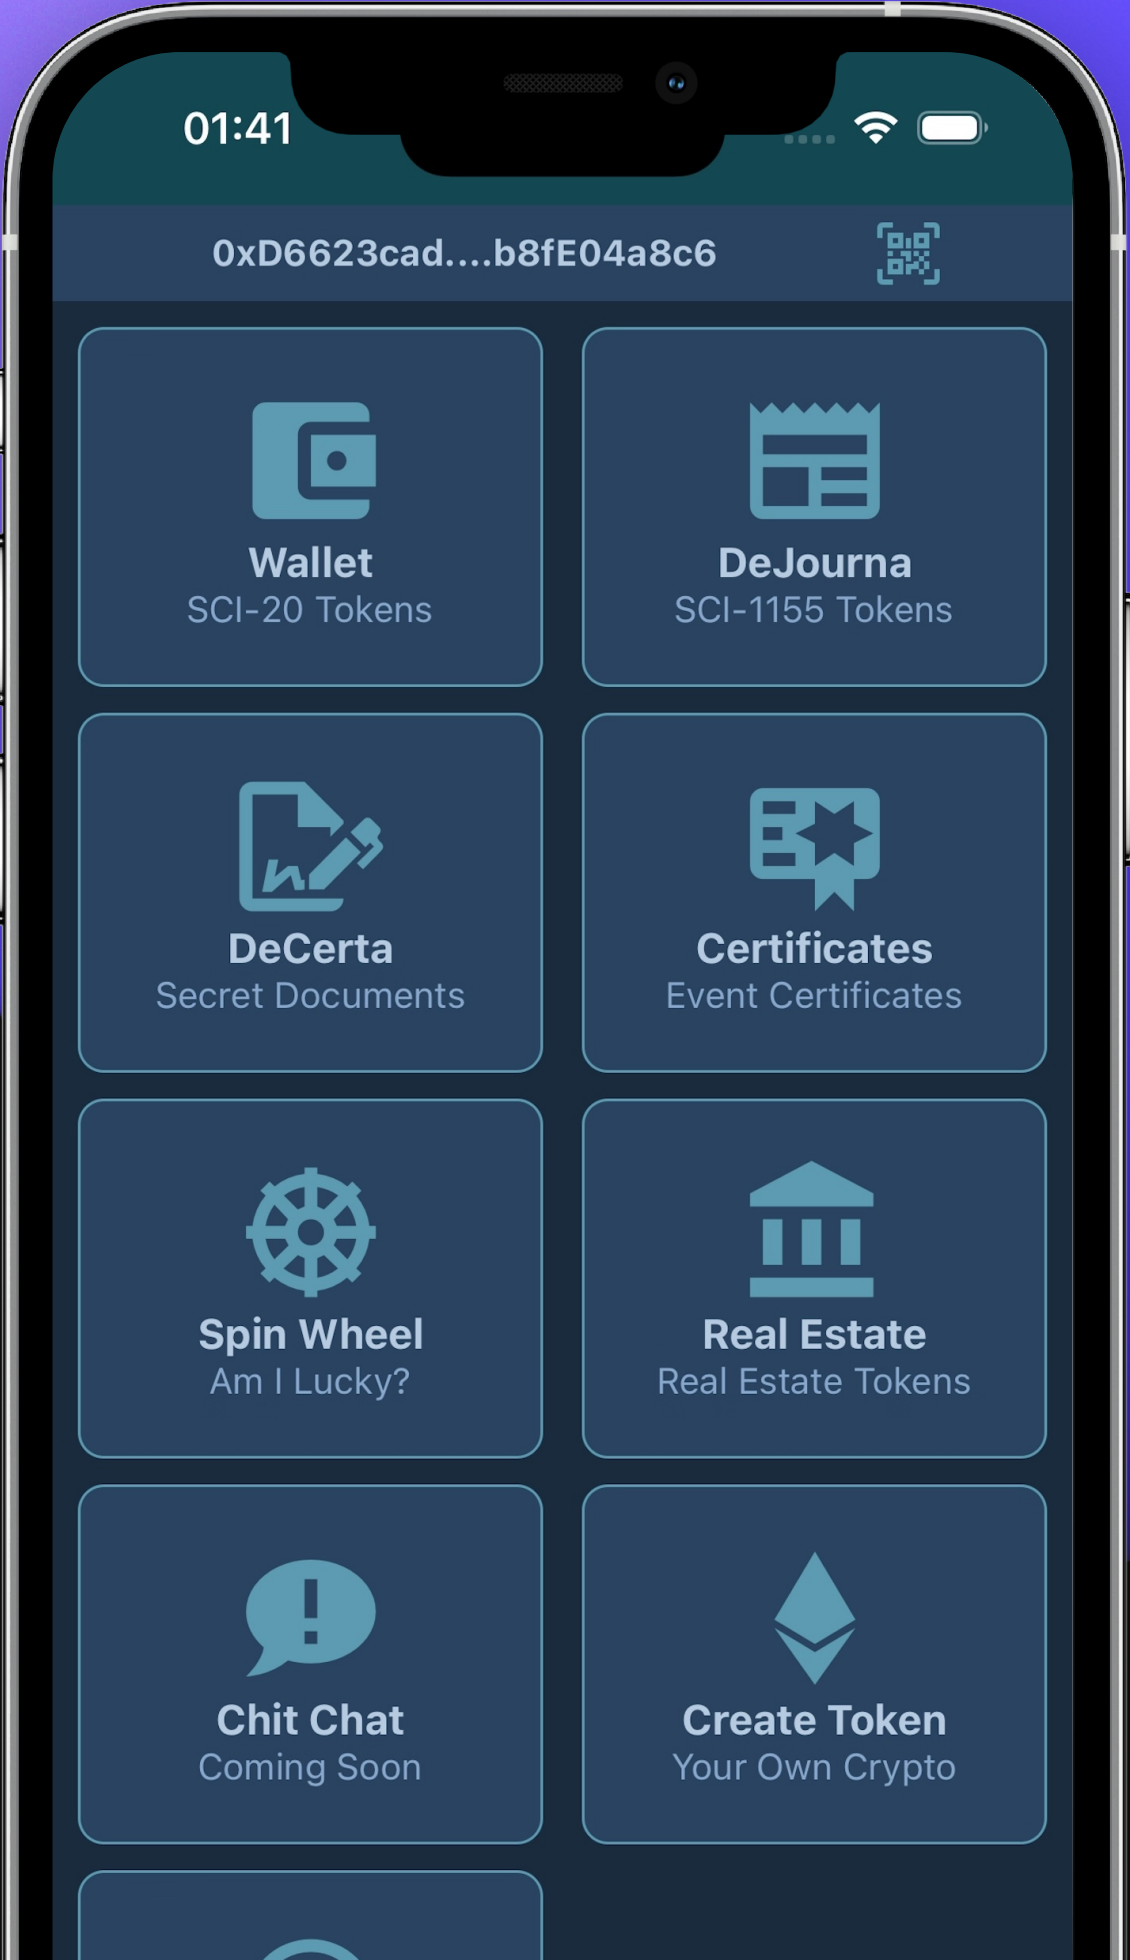 01:41
0xD6623cad....b8fE04a8c6
Wallet
SCI-20 Tokens
DeJourna
SCI-1155 Tokens
DeCerta
Secret Documents
Certificates
Event Certificates
Spin Wheel
Am I Lucky?
Real Estate
Real Estate Tokens
Chit Chat
Coming Soon
Create Token
Your Own Crypto